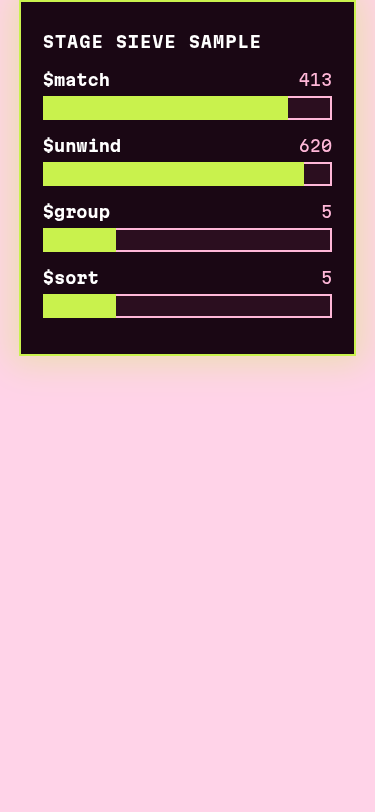 STAGE SIEVE SAMPLE
$match 413
$unwind 620
$group 5
$sort 5